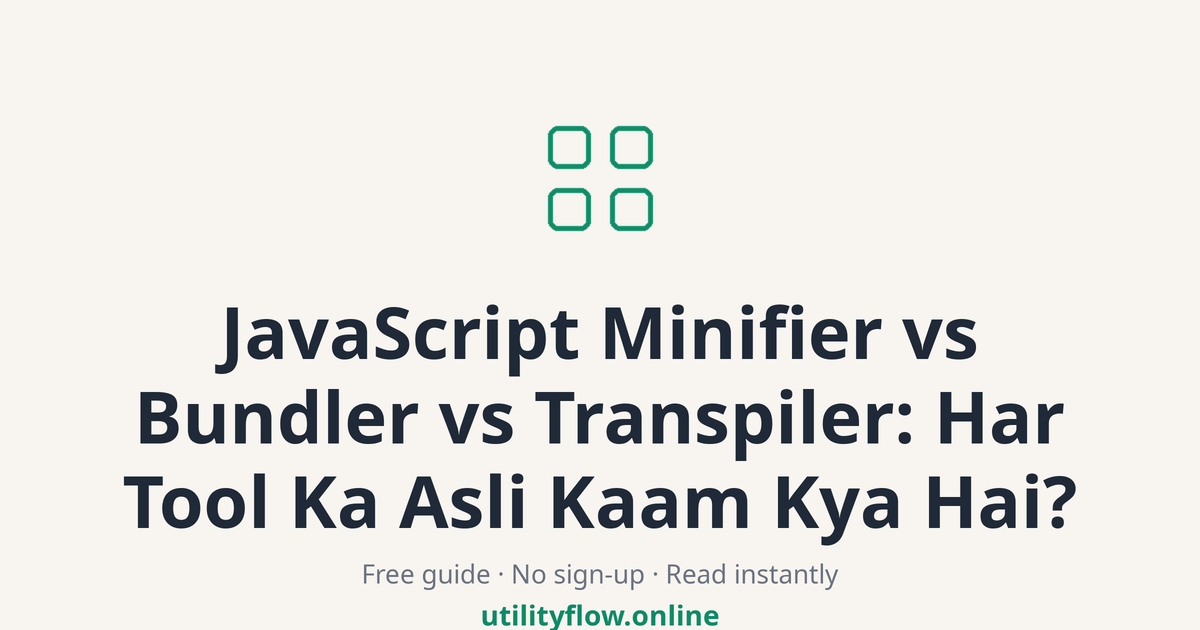 JavaScript Minifier vs
Bundler vs Transpiler: Har
Tool Ka Asli Kaam Kya Hai?
Free guide · No sign-up · Read instantly
utilityflow.online